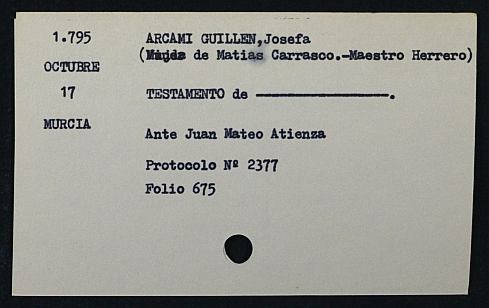 1.795
ARCAMI GUILLEN,Josefa
(Viuda de Matias Carrasco.-Maestro Herrero)
OCTUBRE
17
TESTAMENTO de ————.
MURCIA
Ante Juan Mateo Atienza
Protocolo Nº 2377
Folio 675